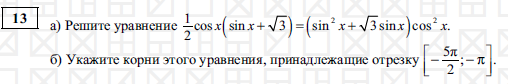 13
а) Решите уравнение 1/2 cos x(sin x + √3) = (sin² x + √3 sin x) cos² x.
б) Укажите корни этого уравнения, принадлежащие отрезку [−5π/2; −π].